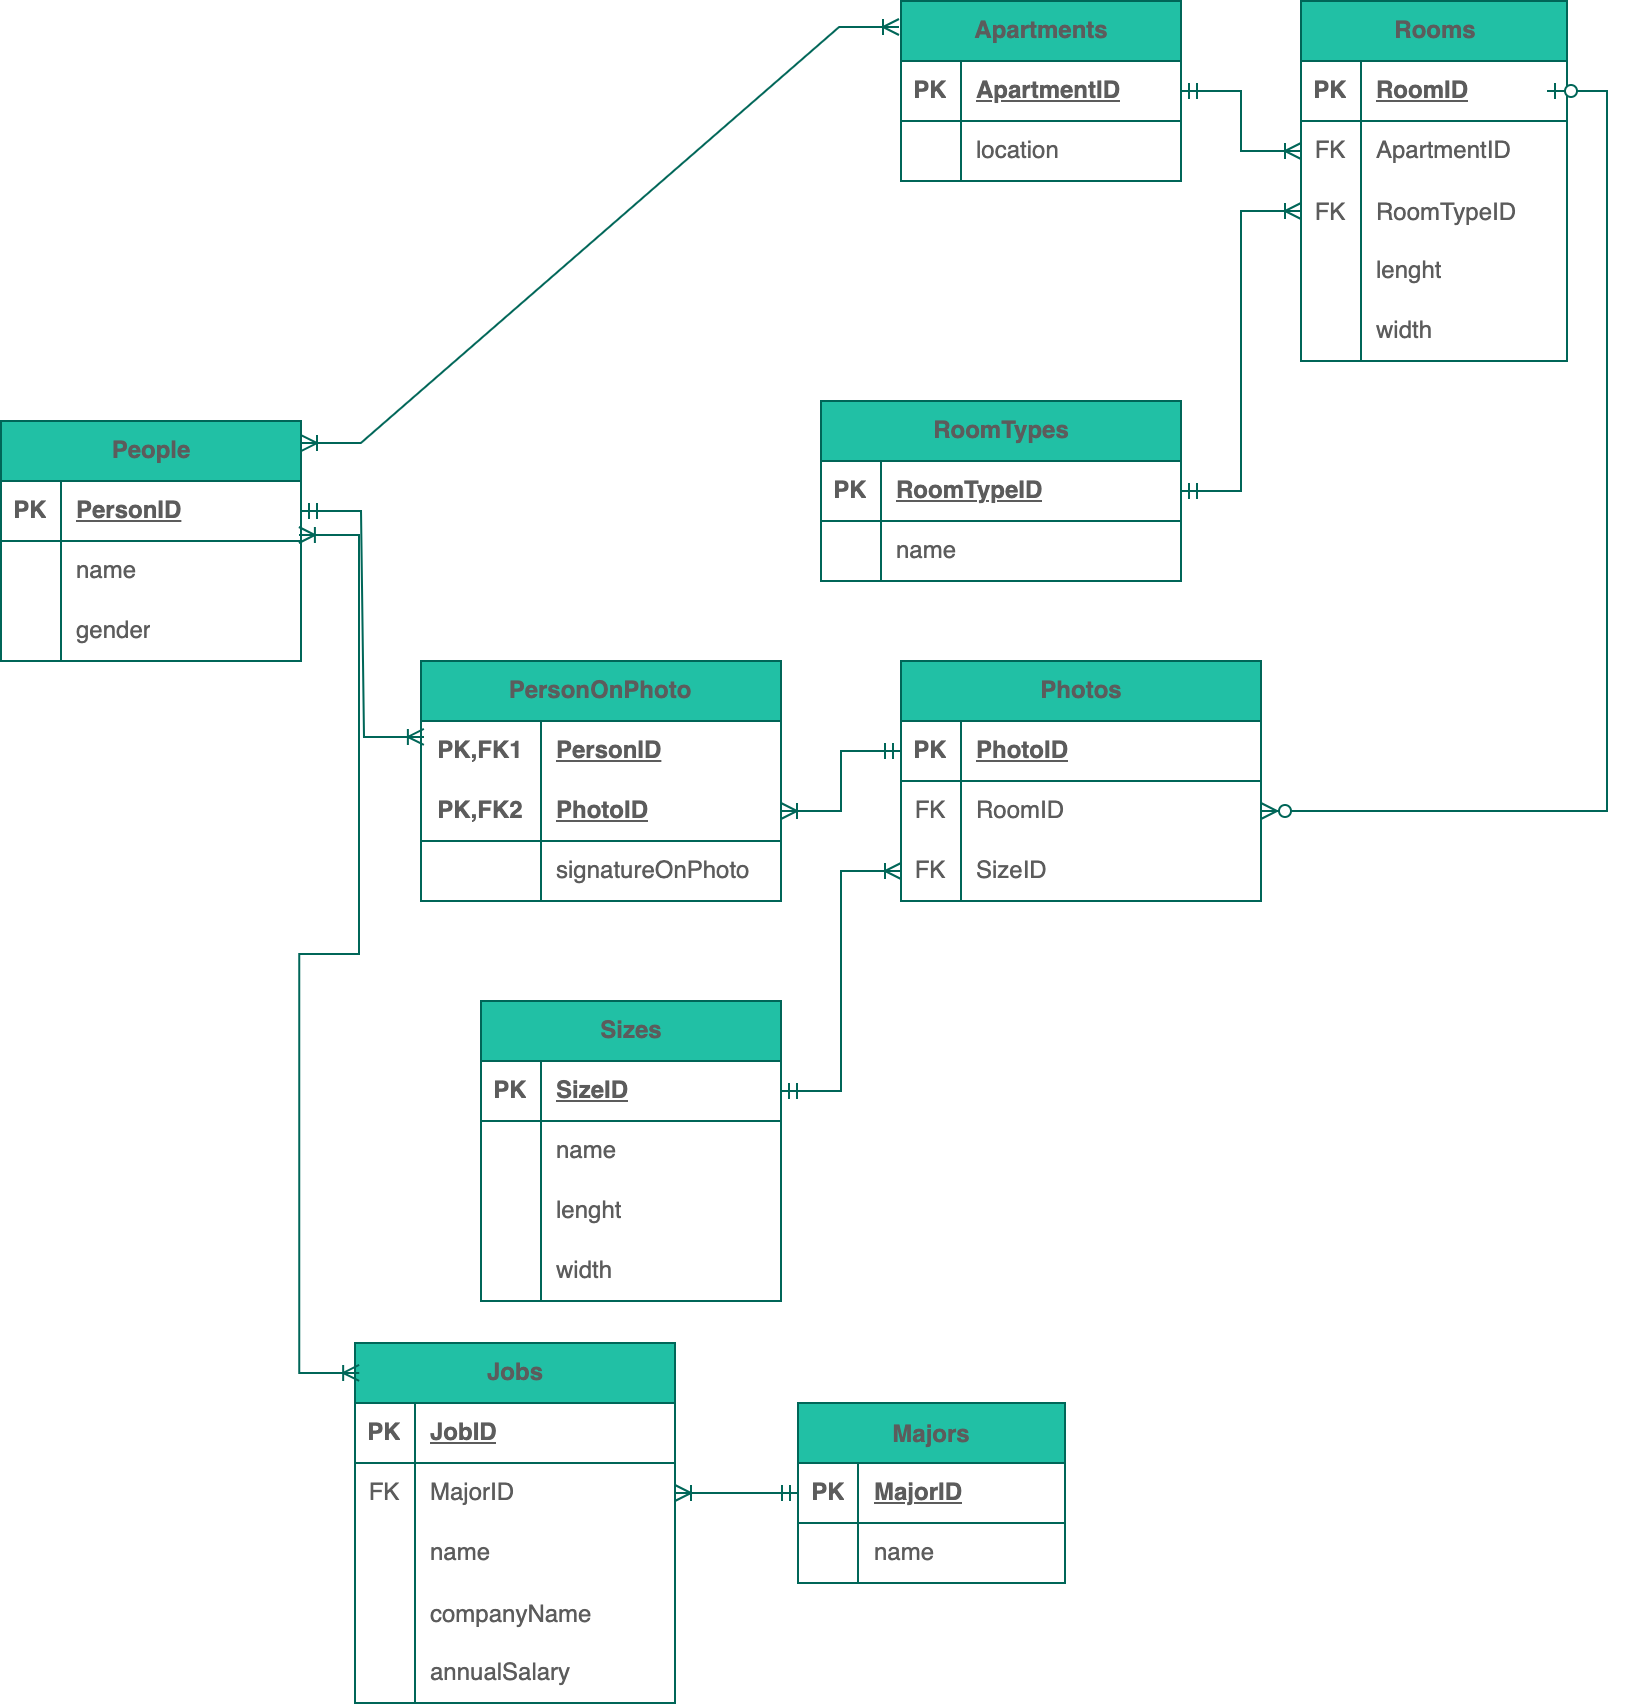 Apartments
PK ApartmentID
location
Rooms
PK RoomID
FK ApartmentID
FK RoomTypeID
lenght
width
People
PK PersonID
name
gender
RoomTypes
PK RoomTypeID
name
PersonOnPhoto
PK,FK1 PersonID
PK,FK2 PhotoID
signatureOnPhoto
Photos
PK PhotoID
FK RoomID
FK SizeID
Sizes
PK SizeID
name
lenght
width
Jobs
PK JobID
FK MajorID
name
companyName
annualSalary
Majors
PK MajorID
name